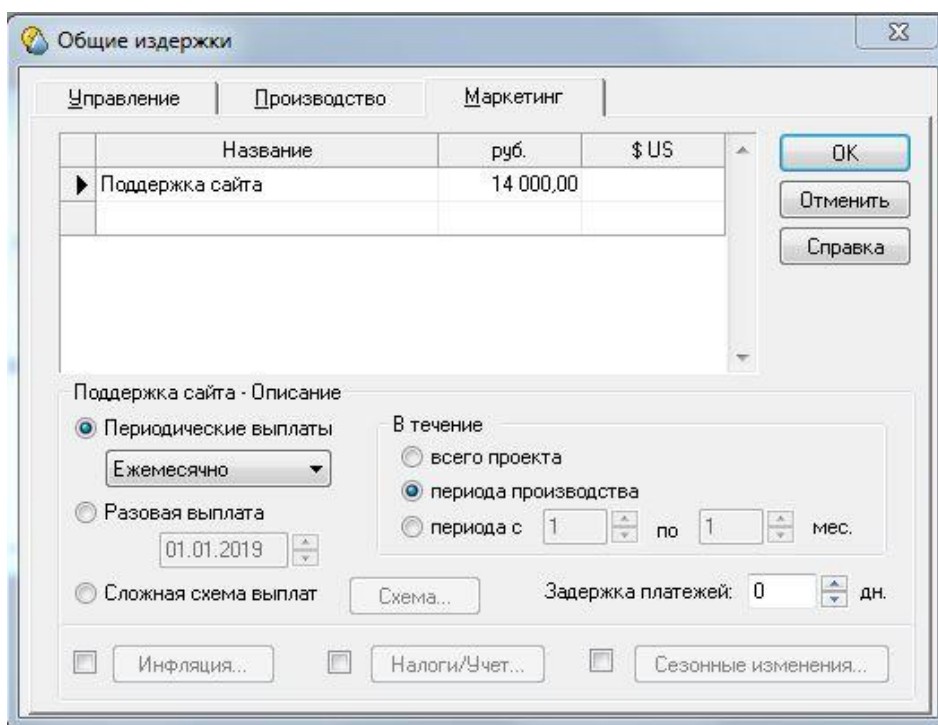 Общие издержки
Управление Производство Маркетинг
Название руб. $ US
Поддержка сайта 14 000,00
OK
Отменить
Справка
Поддержка сайта - Описание
Периодические выплаты
Ежемесячно
Разовая выплата
01.01.2019
Сложная схема выплат Схема...
В течение
всего проекта
периода производства
периода с 1 по 1 мес.
Задержка платежей: 0 дн.
Инфляция... Налоги/Учет... Сезонные изменения...